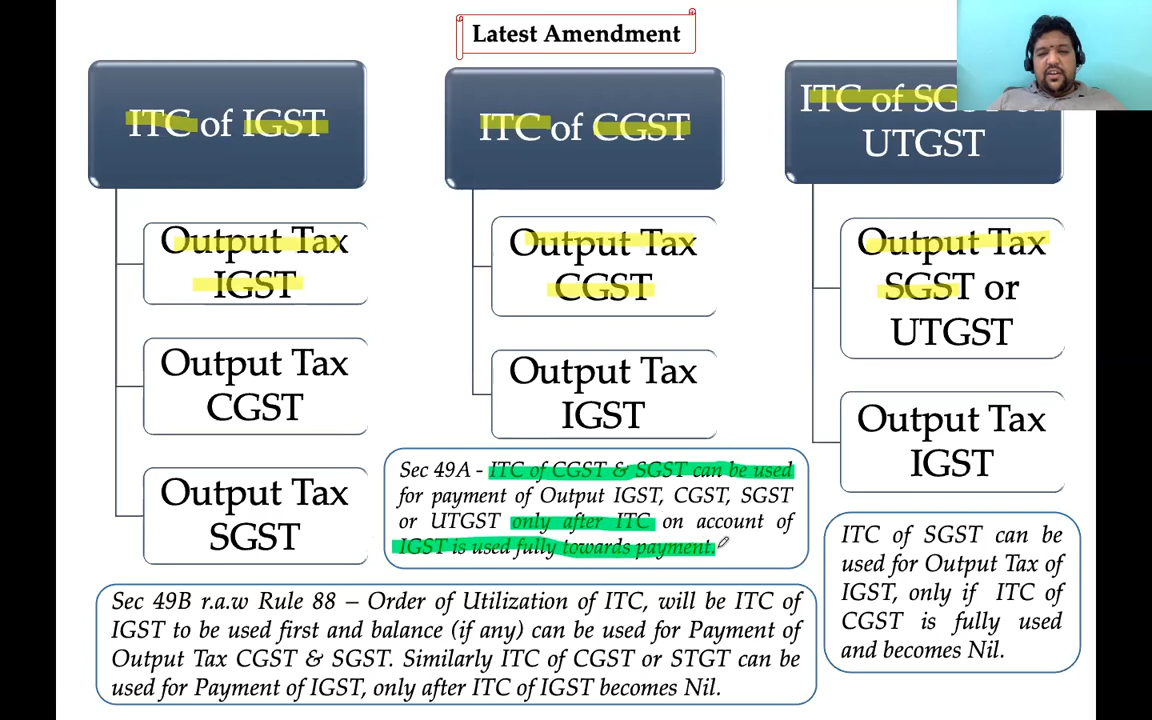 Latest Amendment
ITC of IGST
Output Tax
IGST
Output Tax
CGST
Output Tax
SGST
ITC of CGST
Output Tax
CGST
Output Tax
IGST
ITC of SG
UTGST
Output Tax
SGST or
UTGST
Output Tax
IGST
Sec 49A - ITC of CGST & SGST can be used
for payment of Output IGST, CGST, SGST
or UTGST only after ITC on account of
IGST is used fully towards payment.
ITC of SGST can be
used for Output Tax of
IGST, only if ITC of
CGST is fully used
and becomes Nil.
Sec 49B r.a.w Rule 88 – Order of Utilization of ITC, will be ITC of
IGST to be used first and balance (if any) can be used for Payment of
Output Tax CGST & SGST. Similarly ITC of CGST or STGT can be
used for Payment of IGST, only after ITC of IGST becomes Nil.